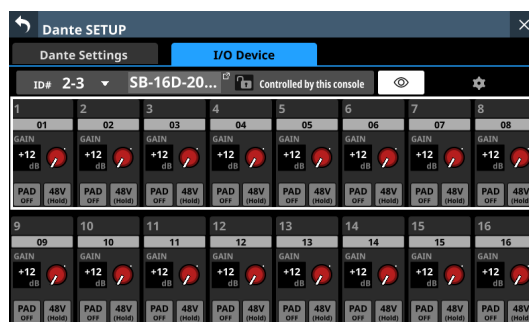 Dante SETUP
Dante Settings I/O Device
ID# 2-3 SB-16D-20... Controlled by this console
1 2 3 4 5 6 7 8
01 02 03 04 05 06 07 08
GAIN GAIN GAIN GAIN GAIN GAIN GAIN GAIN
+12 +12 +12 +12 +12 +12 +12 +12
dB dB dB dB dB dB dB dB
PAD 48V PAD 48V PAD 48V PAD 48V PAD 48V PAD 48V PAD 48V PAD 48V
OFF (Hold) OFF (Hold) OFF (Hold) OFF (Hold) OFF (Hold) OFF (Hold) OFF (Hold) OFF (Hold)
9 10 11 12 13 14 15 16
09 10 11 12 13 14 15 16
GAIN GAIN GAIN GAIN GAIN GAIN GAIN GAIN
+12 +12 +12 +12 +12 +12 +12 +12
dB dB dB dB dB dB dB dB
PAD 48V PAD 48V PAD 48V PAD 48V PAD 48V PAD 48V PAD 48V PAD 48V
OFF (Hold) OFF (Hold) OFF (Hold) OFF (Hold) OFF (Hold) OFF (Hold) OFF (Hold) OFF (Hold)